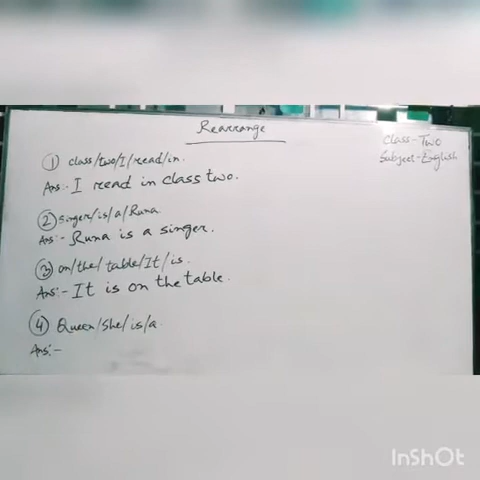 Rearrange
Class-Two
Subject-English
① class/two/I/read/in.
Ans:- I read in class two.
② singer/is/a/Runa.
Ans:- Runa is a singer.
③ on/the/table/It/is.
Ans:- It is on the table.
④ Queen/She/is/a.
Ans:-
InShOt